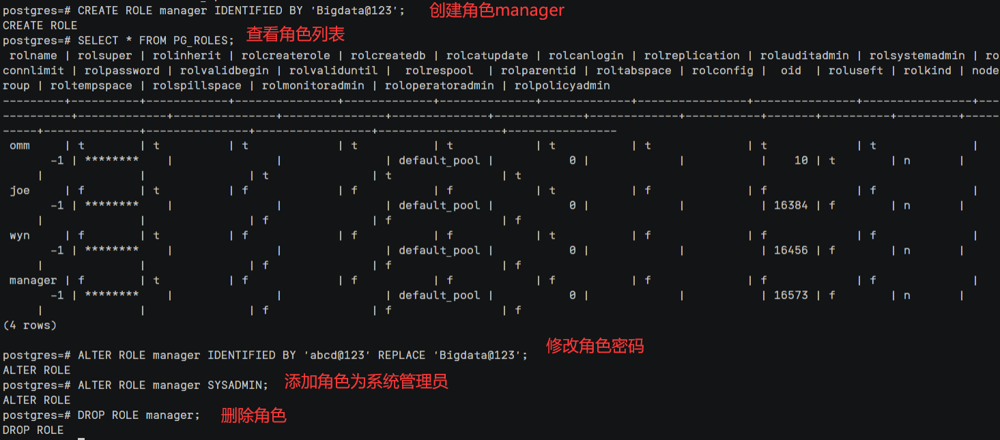 postgres=# CREATE ROLE manager IDENTIFIED BY 'Bigdata@123'; 创建角色manager
CREATE ROLE
postgres=# SELECT * FROM PG_ROLES; 查看角色列表
 rolname | rolsuper | rolinherit | rolcreaterole | rolcreatedb | rolcatupdate | rolcanlogin | rolreplication | rolauditadmin | rolsystemadmin | ro
connlimit | rolpassword | rolvalidbegin | rolvaliduntil |  rolrespool   | rolparentid | roltabspace | rolconfig |  oid  | roluseft | rolkind | node
roup | roltempspace | rolspillspace | rolmonitoradmin | roloperatoradmin | rolpolicyadmin
---------+----------+------------+---------------+-------------+--------------+-------------+----------------+---------------+----------------+---
----------+-------------+---------------+---------------+--------------+-------------+-------------+-----------+-------+----------+---------+-----
-----+--------------+---------------+-----------------+------------------+----------------
 omm     | t        | t          | t             | t           | t            | t           | t              | t             | t              |
       -1 | ******** | | | default_pool | 0 | | | 10 | t | n |
     | | | t | t | t
 joe     | f        | t          | f             | f           | f            | t           | f              | f             | f              |
       -1 | ******** | | | default_pool | 0 | | | 16384 | f | n |
     | | | f | f | f
 wyn     | f        | t          | f             | f           | f            | t           | f              | f             | f              |
       -1 | ******** | | | default_pool | 0 | | | 16456 | f | n |
     | | | f | f | f
 manager | f        | t          | f             | f           | f            | f           | f              | f             | f              |
       -1 | ******** | | | default_pool | 0 | | | 16573 | f | n |
     | | | f | f | f
(4 rows)
postgres=# ALTER ROLE manager IDENTIFIED BY 'abcd@123' REPLACE 'Bigdata@123'; 修改角色密码
ALTER ROLE
postgres=# ALTER ROLE manager SYSADMIN; 添加角色为系统管理员
ALTER ROLE
postgres=# DROP ROLE manager; 删除角色
DROP ROLE